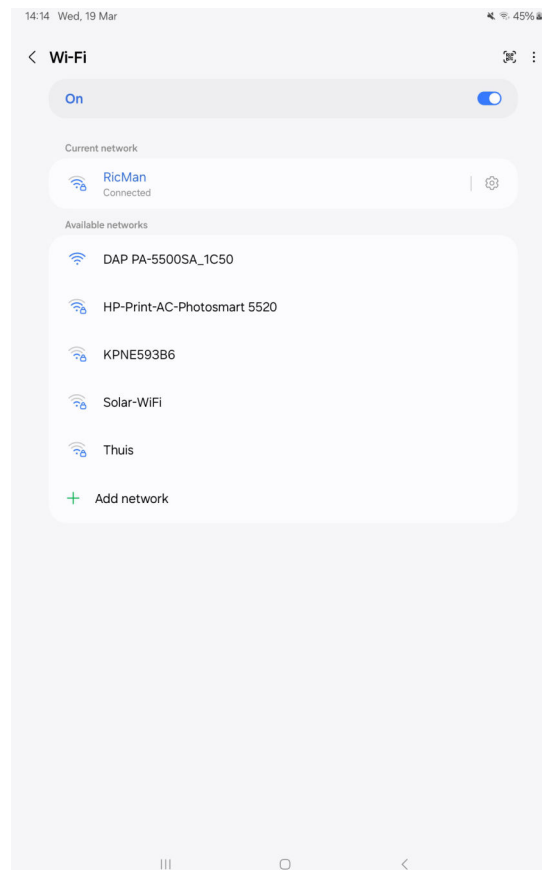 14:14 Wed, 19 Mar 45%
Wi-Fi
On
Current network
RicMan
Connected
Available networks
DAP PA-5500SA_1C50
HP-Print-AC-Photosmart 5520
KPNE593B6
Solar-WiFi
Thuis
Add network